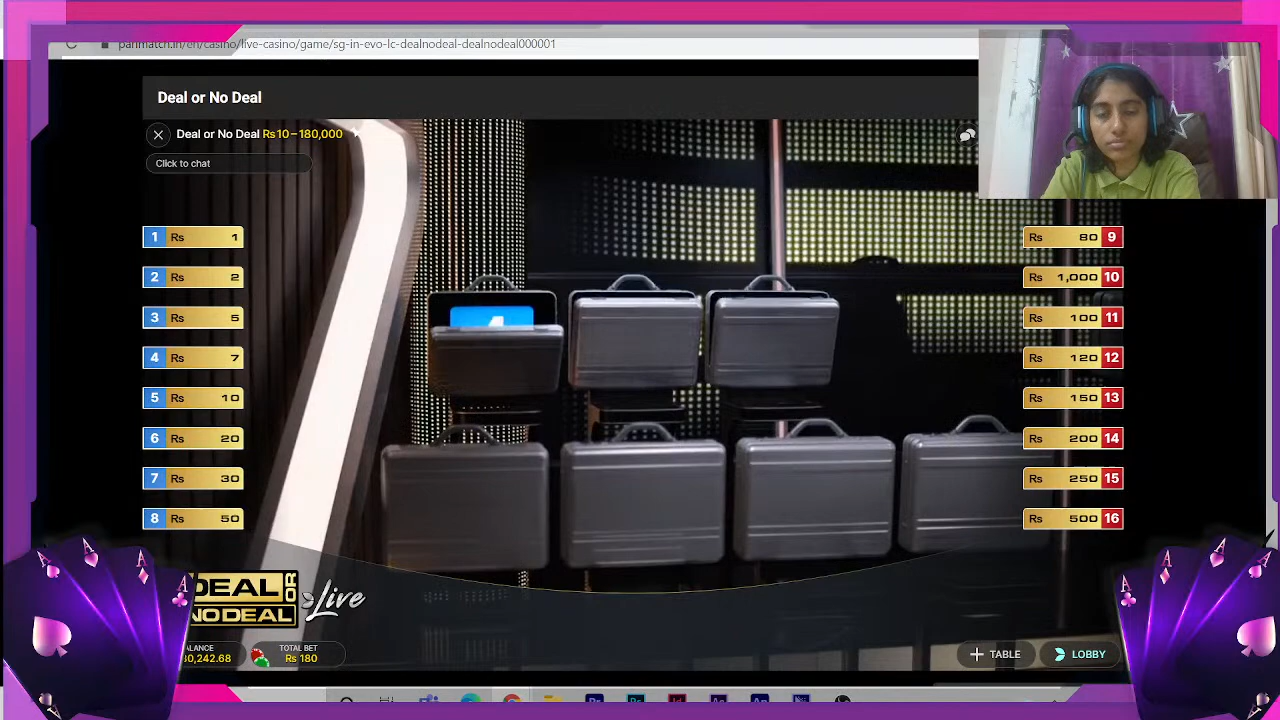 parimatch.in/en/casino/live-casino/game/sg-in-evo-lc-dealnodeal-dealnodeal000001
Deal or No Deal
Deal or No Deal Rs10–180,000
Click to chat
1 Rs 1
2 Rs 2
3 Rs 5
4 Rs 7
5 Rs 10
6 Rs 20
7 Rs 30
8 Rs 50
Rs 80 9
Rs 1,000 10
Rs 100 11
Rs 120 12
Rs 150 13
Rs 200 14
Rs 250 15
Rs 500 16
DEAL OR
NO DEAL
Live
TOTAL BET
Rs 180
+ TABLE
LOBBY